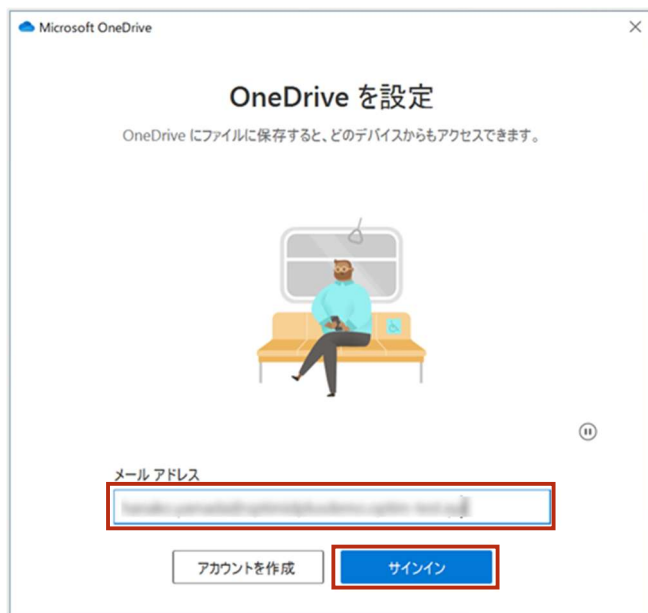 Microsoft OneDrive
OneDrive を設定
OneDrive にファイルに保存すると、どのデバイスからもアクセスできます。
メール アドレス
アカウントを作成
サインイン